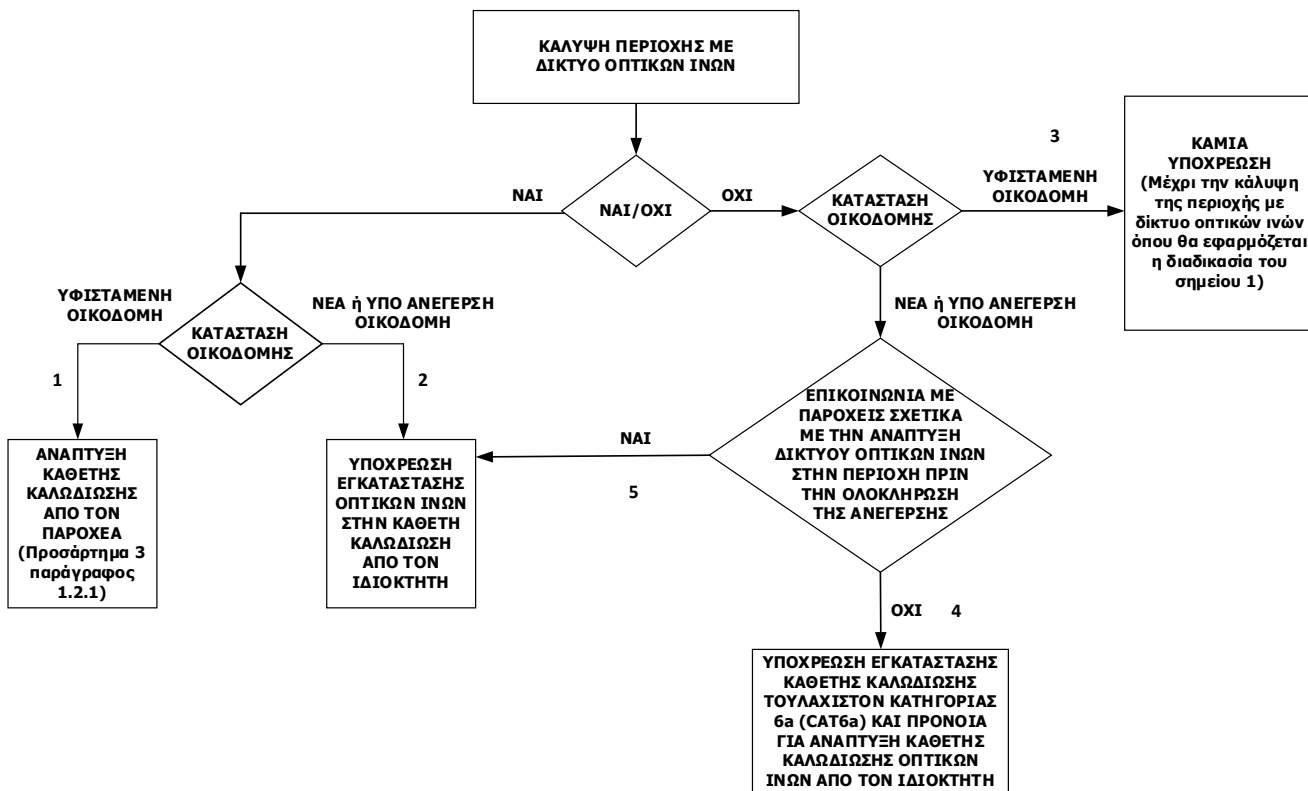 ΚΑΛΥΨΗ ΠΕΡΙΟΧΗΣ ΜΕ
ΔΙΚΤΥΟ ΟΠΤΙΚΩΝ ΙΝΩΝ
ΝΑΙ
ΝΑΙ/ΟΧΙ
ΟΧΙ
ΚΑΤΑΣΤΑΣΗ
ΟΙΚΟΔΟΜΗΣ
3
ΥΦΙΣΤΑΜΕΝΗ
ΟΙΚΟΔΟΜΗ
ΚΑΜΙΑ
ΥΠΟΧΡΕΩΣΗ
(Μέχρι την κάλυψη
της περιοχής με
δίκτυο οπτικών ινών
όπου θα εφαρμόζεται
η διαδικασία του
σημείου 1)
ΥΦΙΣΤΑΜΕΝΗ
ΟΙΚΟΔΟΜΗ
ΚΑΤΑΣΤΑΣΗ
ΟΙΚΟΔΟΜΗΣ
ΝΕΑ ή ΥΠΟ ΑΝΕΓΕΡΣΗ
ΟΙΚΟΔΟΜΗ
ΝΕΑ ή ΥΠΟ ΑΝΕΓΕΡΣΗ
ΟΙΚΟΔΟΜΗ
1
2
ΑΝΑΠΤΥΞΗ
ΚΑΘΕΤΗΣ
ΚΑΛΩΔΙΩΣΗΣ
ΑΠΟ ΤΟΝ
ΠΑΡΟΧΕΑ
(Προσάρτημα 3
παράγραφος
1.2.1)
ΥΠΟΧΡΕΩΣΗ
ΕΓΚΑΤΑΣΤΑΣΗΣ
ΟΠΤΙΚΩΝ ΙΝΩΝ
ΣΤΗΝ ΚΑΘΕΤΗ
ΚΑΛΩΔΙΩΣΗ
ΑΠΟ ΤΟΝ
ΙΔΙΟΚΤΗΤΗ
ΝΑΙ
5
ΕΠΙΚΟΙΝΩΝΙΑ ΜΕ
ΠΑΡΟΧΕΙΣ ΣΧΕΤΙΚΑ
ΜΕ ΤΗΝ ΑΝΑΠΤΥΞΗ
ΔΙΚΤΥΟΥ ΟΠΤΙΚΩΝ ΙΝΩΝ
ΣΤΗΝ ΠΕΡΙΟΧΗ ΠΡΙΝ
ΤΗΝ ΟΛΟΚΛΗΡΩΣΗ
ΤΗΣ ΑΝΕΓΕΡΣΗΣ
ΟΧΙ
4
ΥΠΟΧΡΕΩΣΗ ΕΓΚΑΤΑΣΤΑΣΗΣ
ΚΑΘΕΤΗΣ ΚΑΛΩΔΙΩΣΗΣ
ΤΟΥΛΑΧΙΣΤΟΝ ΚΑΤΗΓΟΡΙΑΣ
6a (CAT6a) ΚΑΙ ΠΡΟΝΟΙΑ
ΓΙΑ ΑΝΑΠΤΥΞΗ ΚΑΘΕΤΗΣ
ΚΑΛΩΔΙΩΣΗΣ ΟΠΤΙΚΩΝ
ΙΝΩΝ ΑΠΟ ΤΟΝ ΙΔΙΟΚΤΗΤΗ